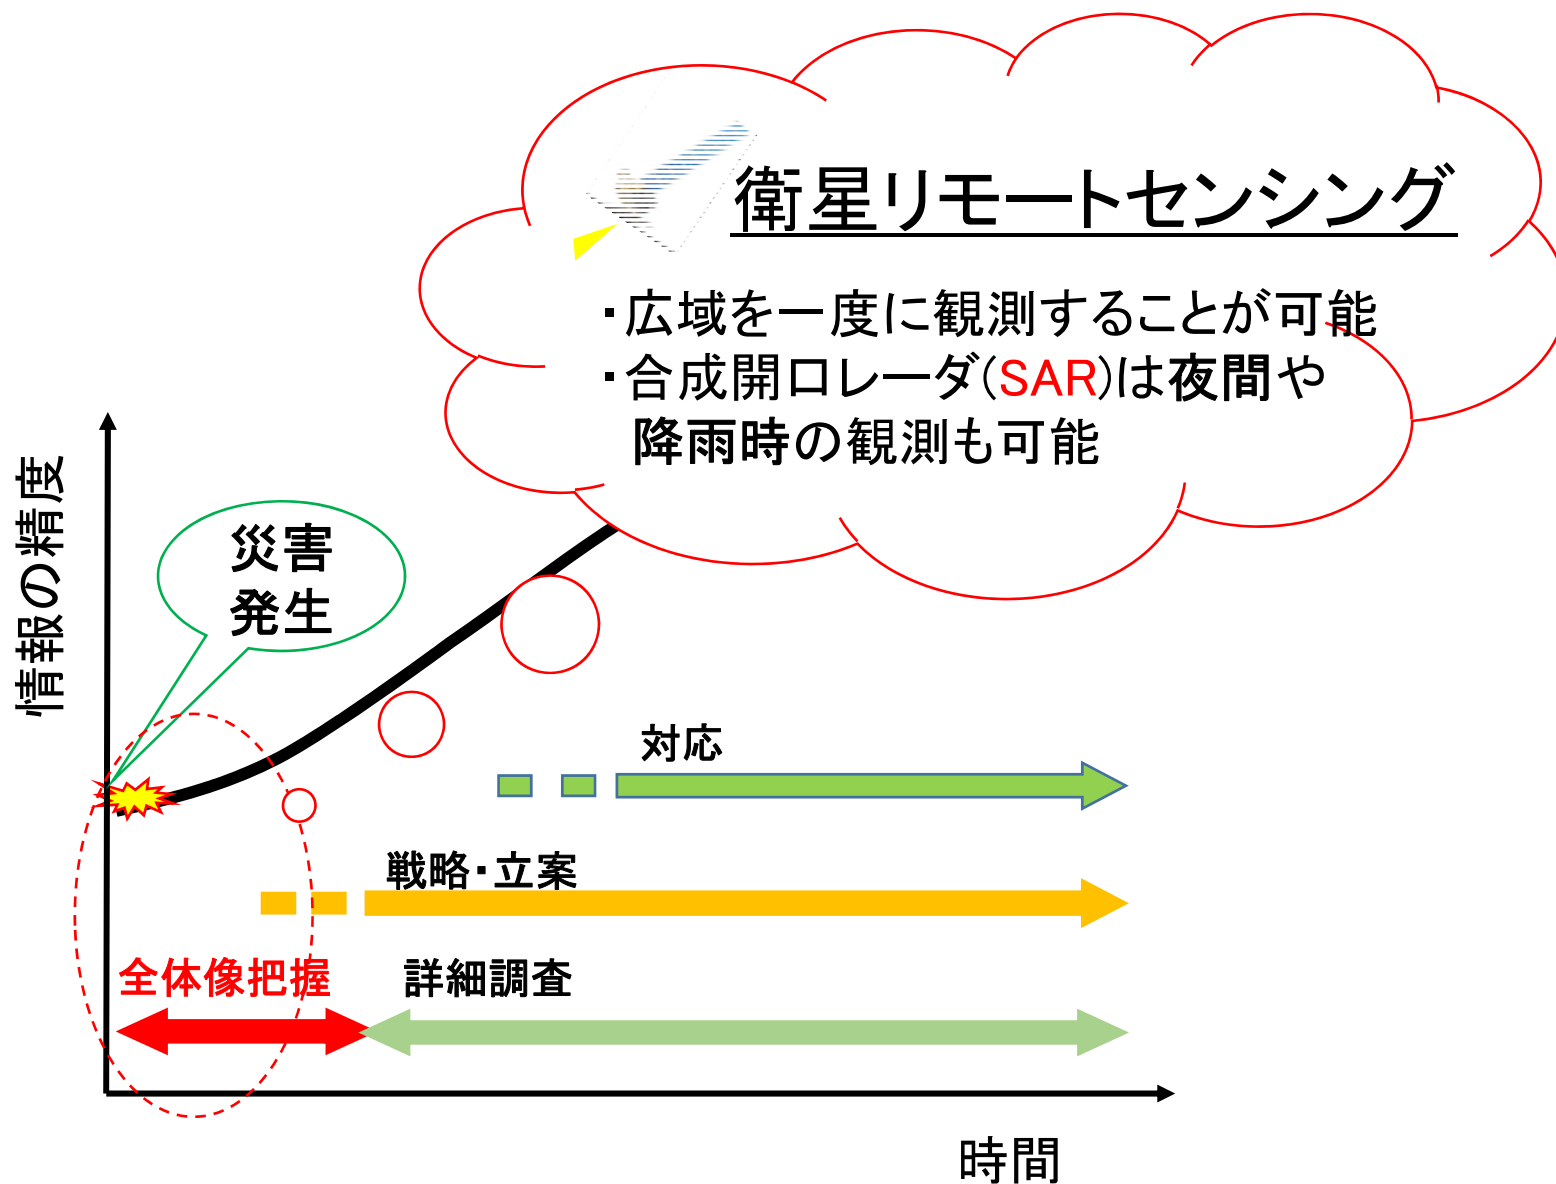 衛星リモートセンシング
・広域を一度に観測することが可能
・合成開口レーダ(SAR)は夜間や
降雨時の観測も可能
情報の精度
災害
発生
対応
戦略・立案
全体像把握
詳細調査
時間